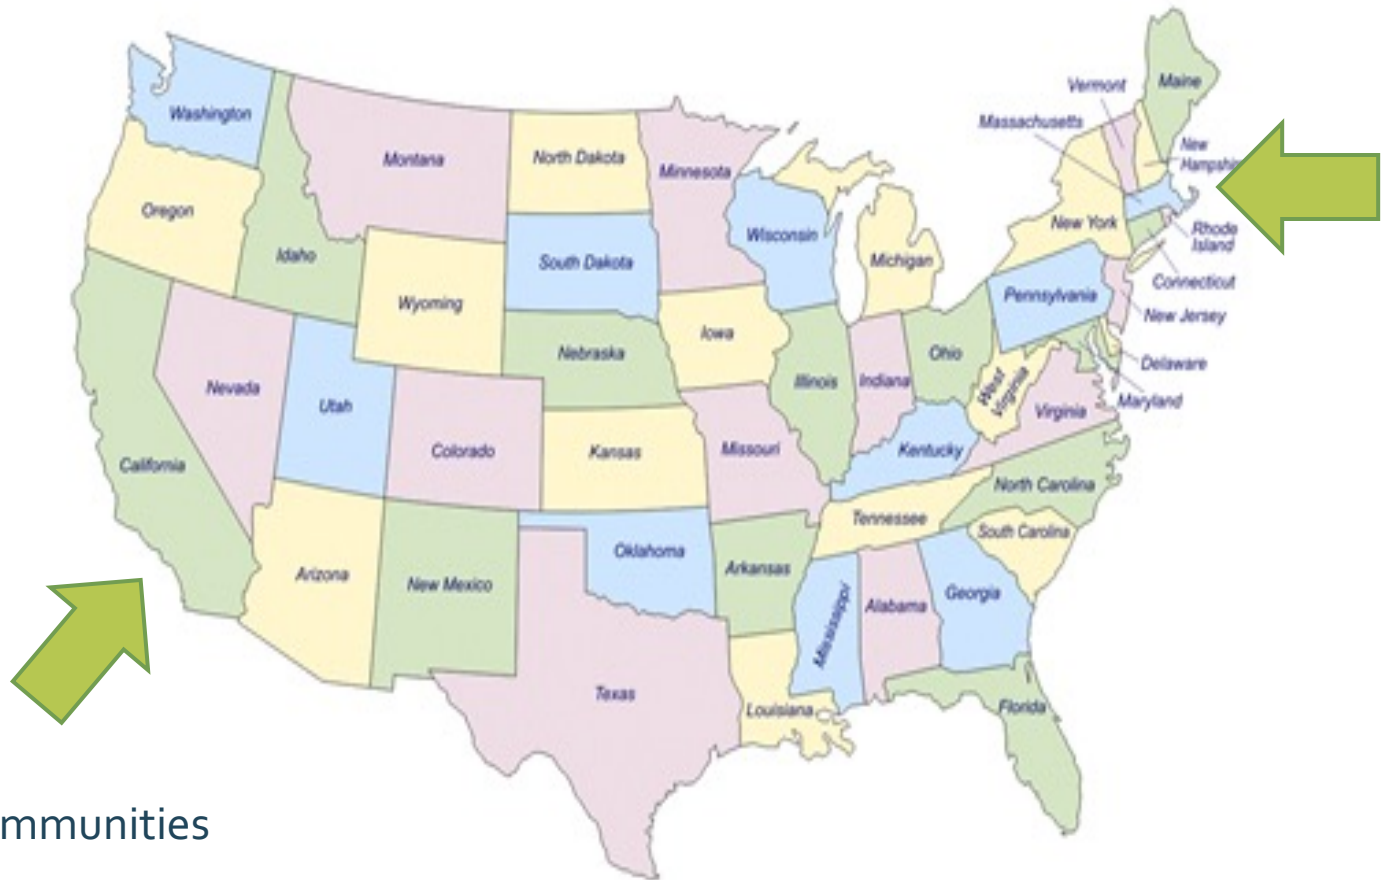 Maine
Vermont
Washington
Massachusetts
New
Montana
North Dakota
Minnesota
Oregon
New York
Rhode
Island
Wisconsin
Idaho
South Dakota
Michigan
Connecticut
Wyoming
Pennsylvania
New Jersey
Iowa
Nebraska
Ohio
Delaware
Nevada
Illinois
Indiana
West
Virginia
Maryland
Utah
Virginia
Colorado
Kansas
Missouri
Kentucky
California
North Carolina
Tennessee
South Carolina
Oklahoma
Arkansas
Arizona
New Mexico
Mississippi
Alabama
Georgia
Texas
Louisiana
Florida
mmunities